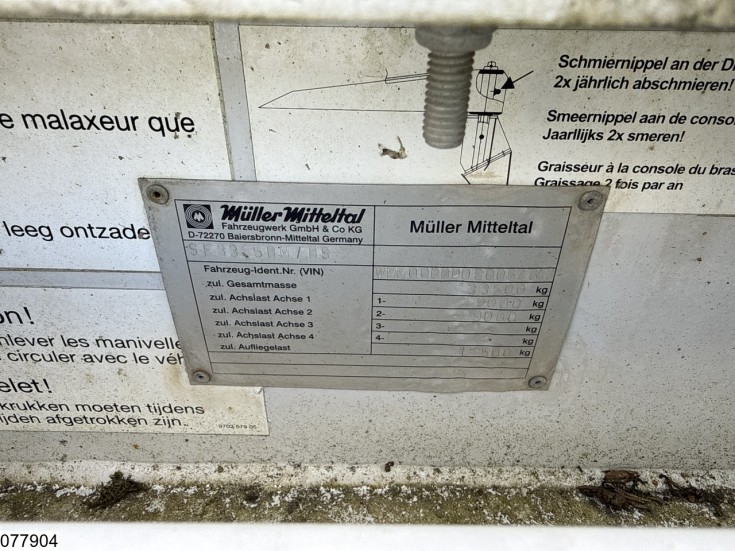 e malaxeur que
leeg ontzade
on!
nlever les manivelle
s circuler avec le véh
elet!
krukken moeten tijdens
ijden afgetrokken zijn.
Schmiernippel an der D
2x jährlich abschmieren!
Smeernippel aan de conso
Jaarllijks 2x smeren!
Graisseur à la console du bras
Graissage 2 fois par an
Müller Mitteltal
Fahrzeugwerk GmbH & Co KG
D-72270 Baiersbronn-Mitteltal Germany
Müller Mitteltal
Fahrzeug-Ident.Nr. (VIN)
zul. Gesamtmasse kg
zul. Achslast Achse 1 1- kg
zul. Achslast Achse 2 2- kg
zul. Achslast Achse 3 3- kg
zul. Achslast Achse 4 4- kg
zul. Aufliegelast kg
077904